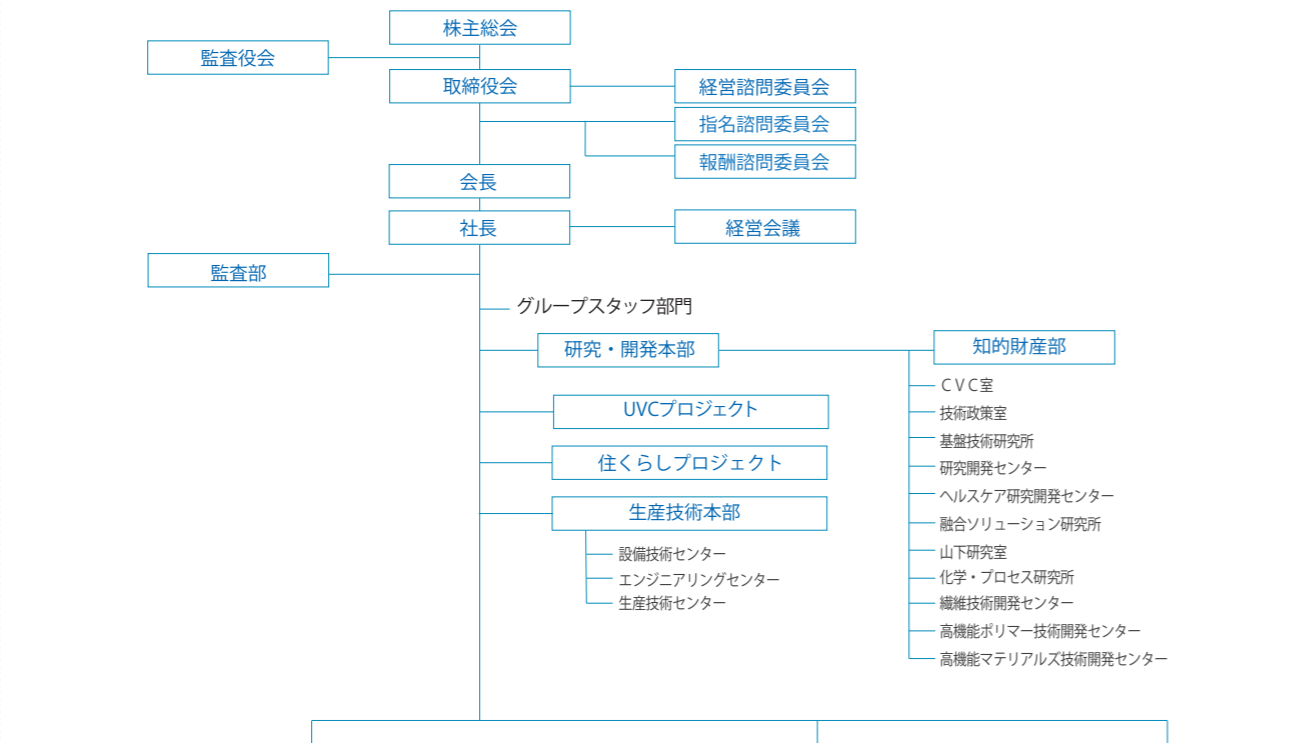 株主総会
監査役会
取締役会
経営諮問委員会
指名諮問委員会
報酬諮問委員会
会長
社長
経営会議
監査部
グループスタッフ部門
研究・開発本部
知的財産部
ＣＶＣ室
技術政策室
基盤技術研究所
研究開発センター
ヘルスケア研究開発センター
融合ソリューション研究所
山下研究室
化学・プロセス研究所
繊維技術開発センター
高機能ポリマー技術開発センター
高機能マテリアルズ技術開発センター
UVCプロジェクト
住くらしプロジェクト
生産技術本部
設備技術センター
エンジニアリングセンター
生産技術センター